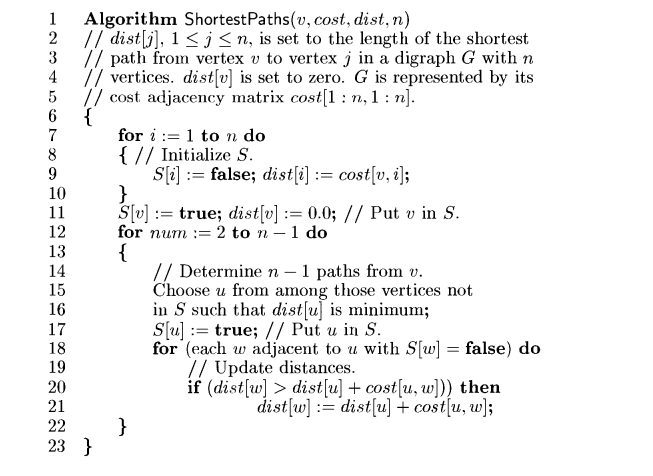 1 Algorithm ShortestPaths(v, cost, dist, n)
2 // dist[j], 1 ≤ j ≤ n, is set to the length of the shortest
3 // path from vertex v to vertex j in a digraph G with n
4 // vertices. dist[v] is set to zero. G is represented by its
5 // cost adjacency matrix cost[1 : n, 1 : n].
6 {
7 for i := 1 to n do
8 { // Initialize S.
9 S[i] := false; dist[i] := cost[v, i];
10 }
11 S[v] := true; dist[v] := 0.0; // Put v in S.
12 for num := 2 to n − 1 do
13 {
14 // Determine n − 1 paths from v.
15 Choose u from among those vertices not
16 in S such that dist[u] is minimum;
17 S[u] := true; // Put u in S.
18 for (each w adjacent to u with S[w] = false) do
19 // Update distances.
20 if (dist[w] > dist[u] + cost[u, w])) then
21 dist[w] := dist[u] + cost[u, w];
22 }
23 }